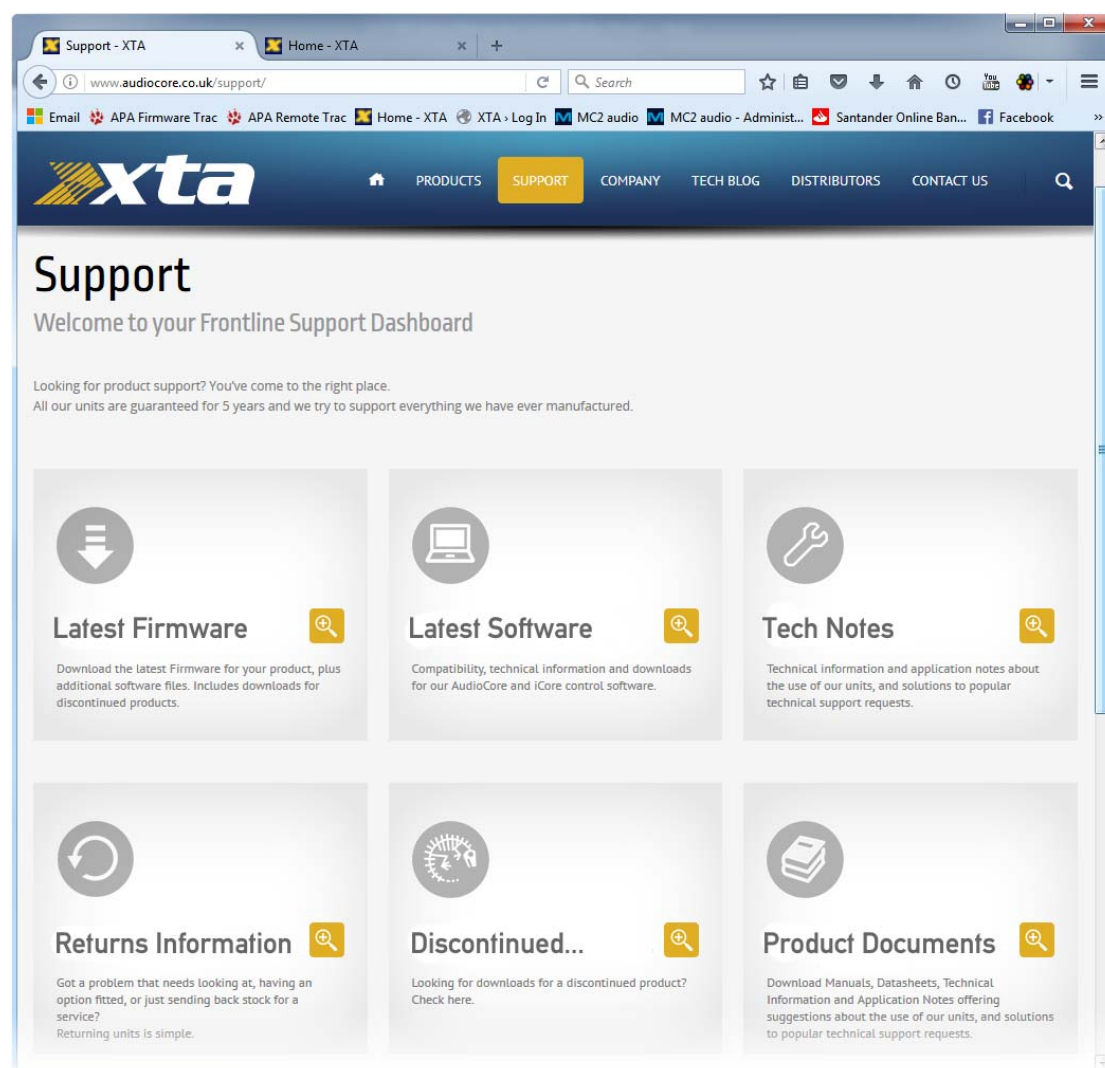 Support - XTA
Home - XTA
www.audiocore.co.uk/support/
Search
You Tube
Email APA Firmware Trac APA Remote Trac Home - XTA XTA › Log In MC2 audio MC2 audio - Administ... Santander Online Ban... Facebook »
xta
PRODUCTS SUPPORT COMPANY TECH BLOG DISTRIBUTORS CONTACT US
Support
Welcome to your Frontline Support Dashboard
Looking for product support? You've come to the right place.
All our units are guaranteed for 5 years and we try to support everything we have ever manufactured.
Latest Firmware
Download the latest Firmware for your product, plus
additional software files. Includes downloads for
discontinued products.
Latest Software
Compatibility, technical information and downloads
for our AudioCore and iCore control software.
Tech Notes
Technical information and application notes about
the use of our units, and solutions to popular
technical support requests.
Returns Information
Got a problem that needs looking at, having an
option fitted, or just sending back stock for a
service?
Returning units is simple.
Discontinued...
Looking for downloads for a discontinued product?
Check here.
Product Documents
Download Manuals, Datasheets, Technical
Information and Application Notes offering
suggestions about the use of our units, and solutions
to popular technical support requests.